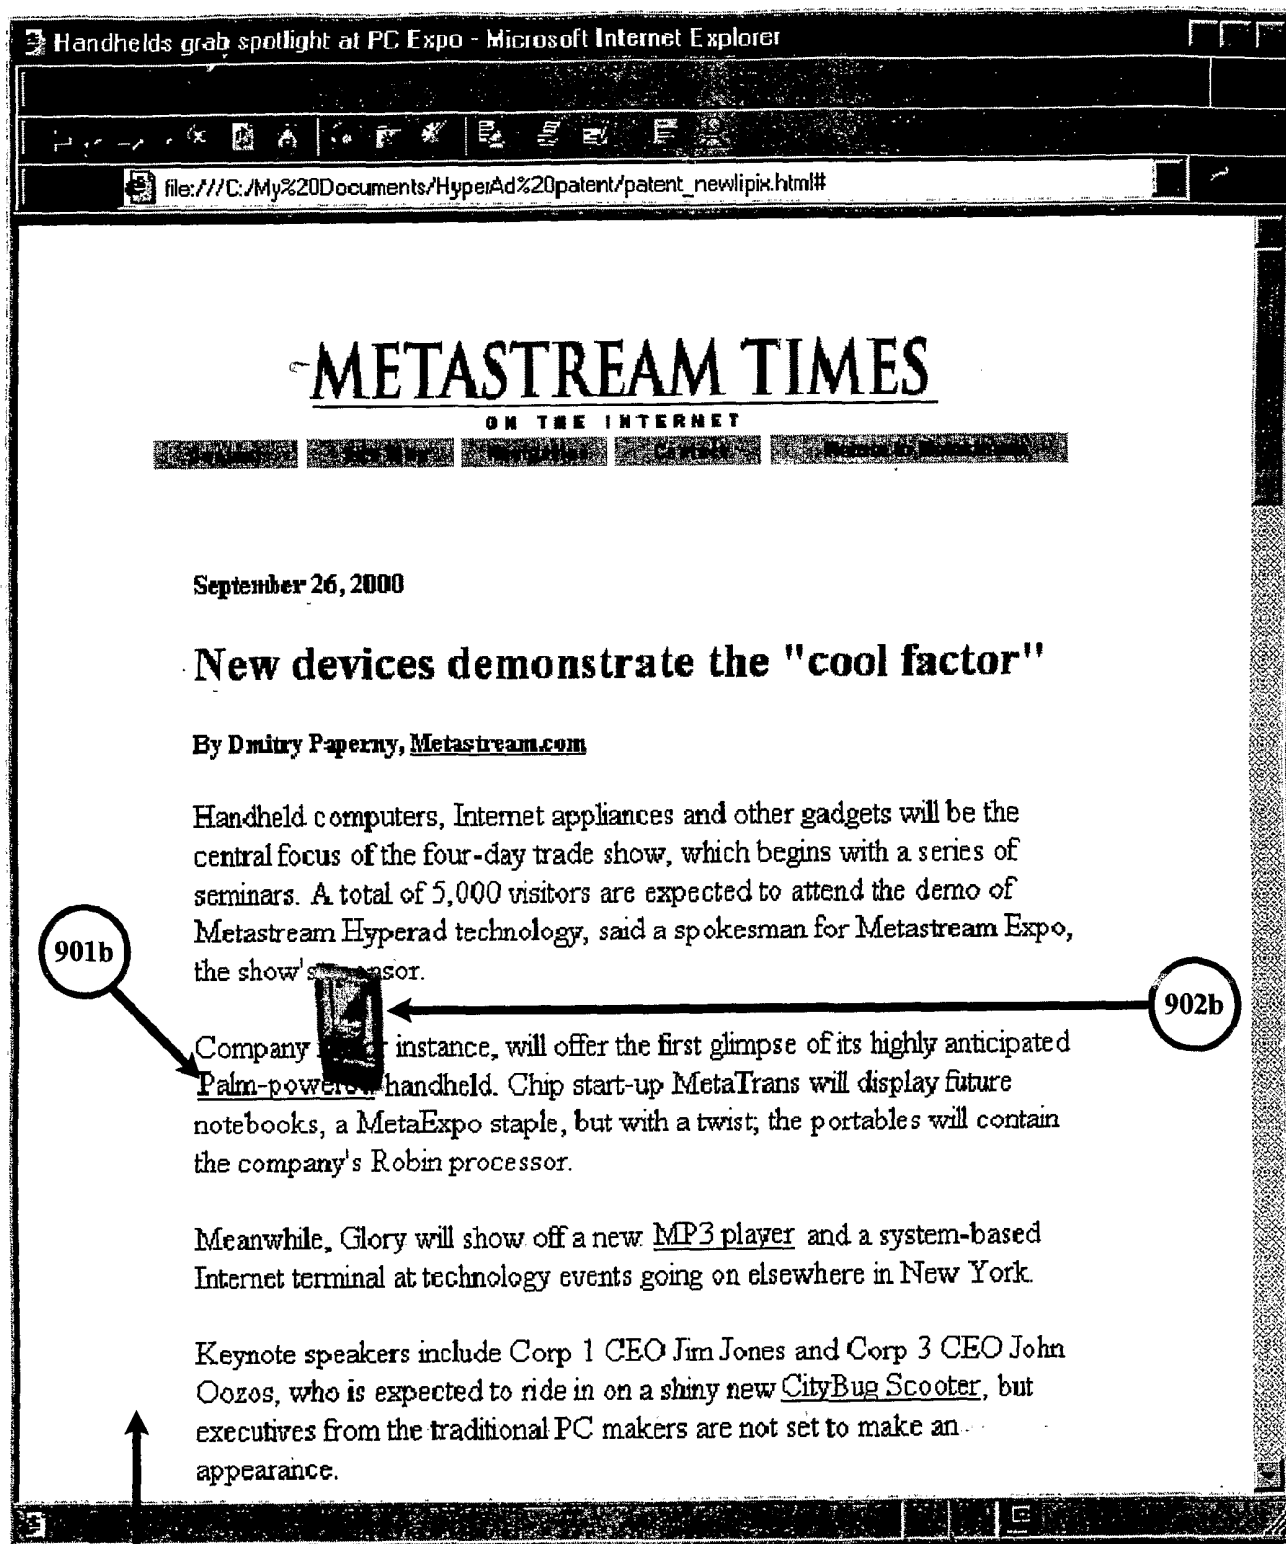 Handhelds grab spotlight at PC Expo - Microsoft Internet Explorer
file:///C:/My%20Documents/HyperAd%20patent/patent_newlipix.html#
METASTREAM TIMES
ON THE INTERNET
Site Map Navigation Contact
September 26, 2000
New devices demonstrate the "cool factor"
By Dmitry Paperny, Metastream.com
Handheld computers, Internet appliances and other gadgets will be the
central focus of the four-day trade show, which begins with a series of
seminars. A total of 5,000 visitors are expected to attend the demo of
Metastream Hyperad technology, said a spokesman for Metastream Expo,
901b
the show's
902b
Company instance, will offer the first glimpse of its highly anticipated
Palm-powered handheld. Chip start-up MetaTrans will display future
notebooks, a MetaExpo staple, but with a twist; the portables will contain
the company's Robin processor.
Meanwhile, Glory will show off a new MP3 player and a system-based
Internet terminal at technology events going on elsewhere in New York.
Keynote speakers include Corp 1 CEO Jim Jones and Corp 3 CEO John
Oozos, who is expected to ride in on a shiny new CityBug Scooter, but
executives from the traditional PC makers are not set to make an
appearance.